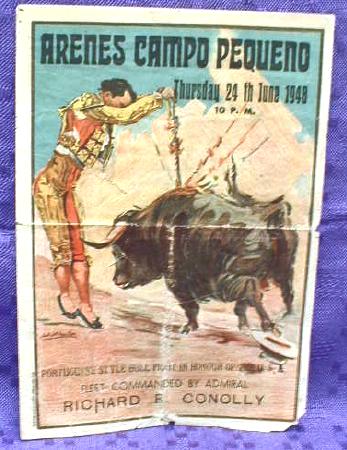 ARENES CAMPO PEQUENO
Thursday 24 th June 1948
10 P. M.
PORTUGUESE STYLE BULL FIGHT IN HONOUR OF THE U. S. A
FLEET COMMANDED BY ADMIRAL
RICHARD R. CONOLLY